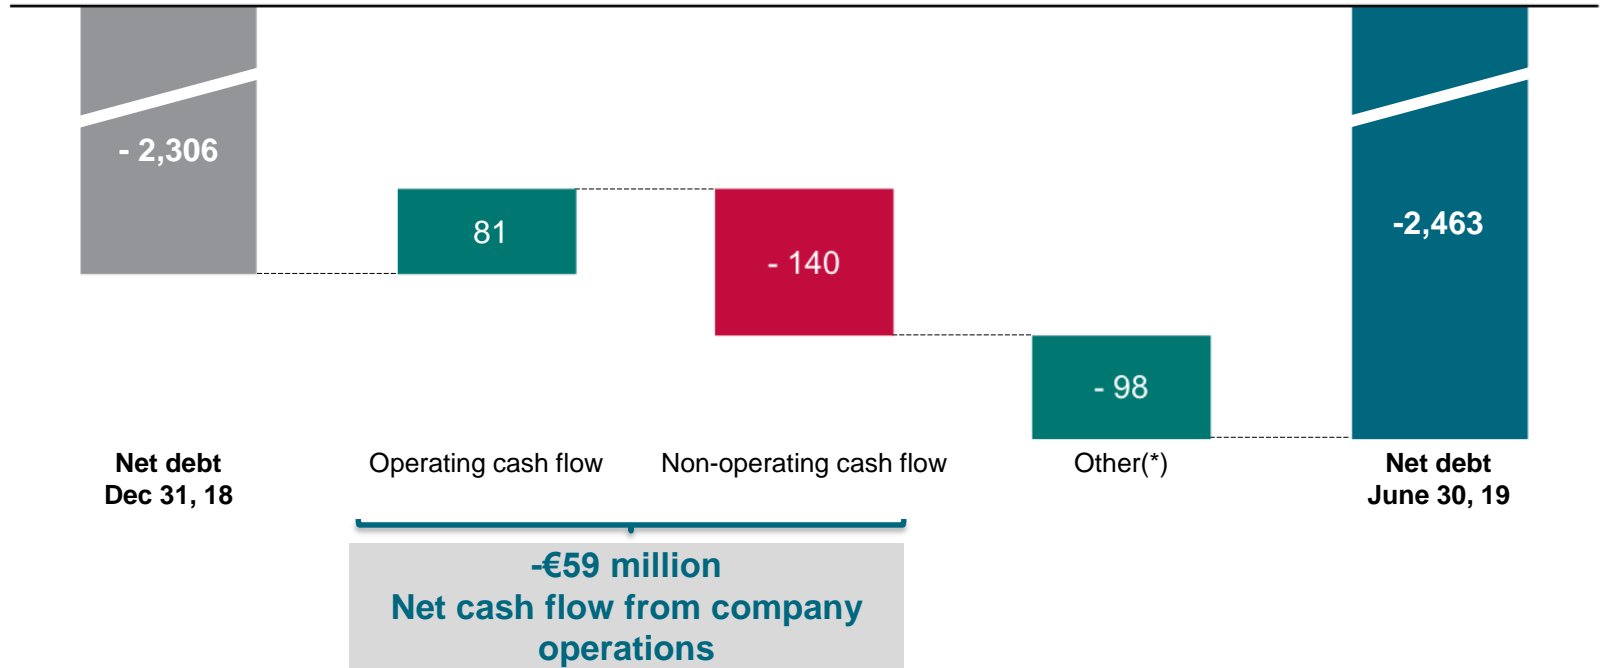 - 2,306
81
- 140
- 98
-2,463
Net debt
Dec 31, 18
Operating cash flow
Non-operating cash flow
Other(*)
Net debt
June 30, 19
-€59 million
Net cash flow from company
operations